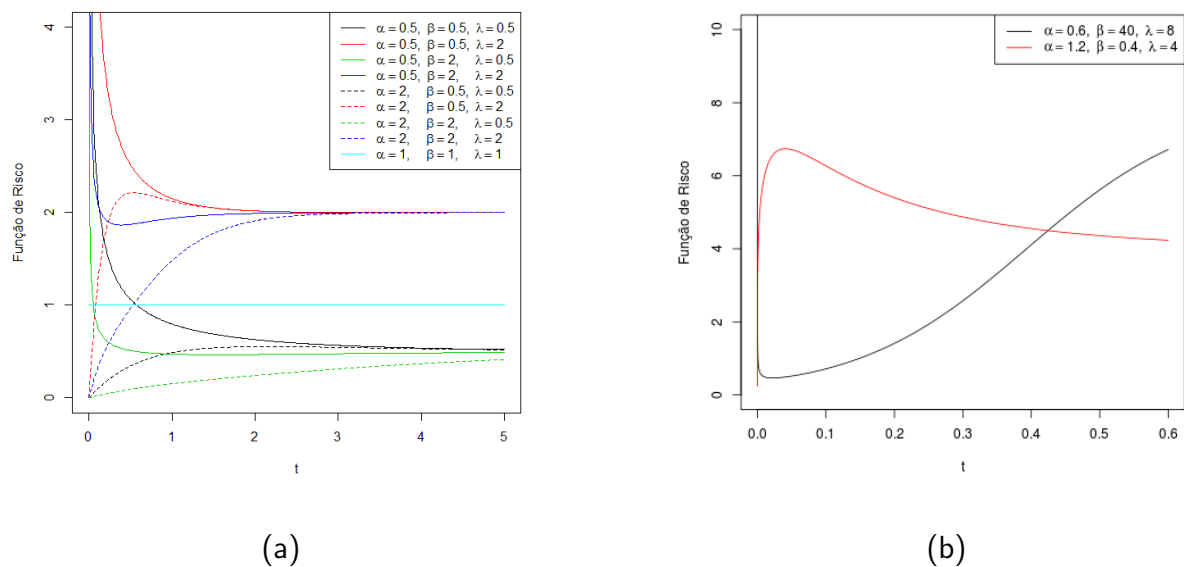 α = 0.5, β = 0.5, λ = 0.5
α = 0.5, β = 0.5, λ = 2
α = 0.5, β = 2, λ = 0.5
α = 0.5, β = 2, λ = 2
α = 2, β = 0.5, λ = 0.5
α = 2, β = 0.5, λ = 2
α = 2, β = 2, λ = 0.5
α = 2, β = 2, λ = 2
α = 1, β = 1, λ = 1
Função de Risco
4
3
2
1
0
0 1 2 3 4 5
t
(a)
α = 0.6, β = 40, λ = 8
α = 1.2, β = 0.4, λ = 4
Função de Risco
10
8
6
4
2
0
0.0 0.1 0.2 0.3 0.4 0.5 0.6
t
(b)